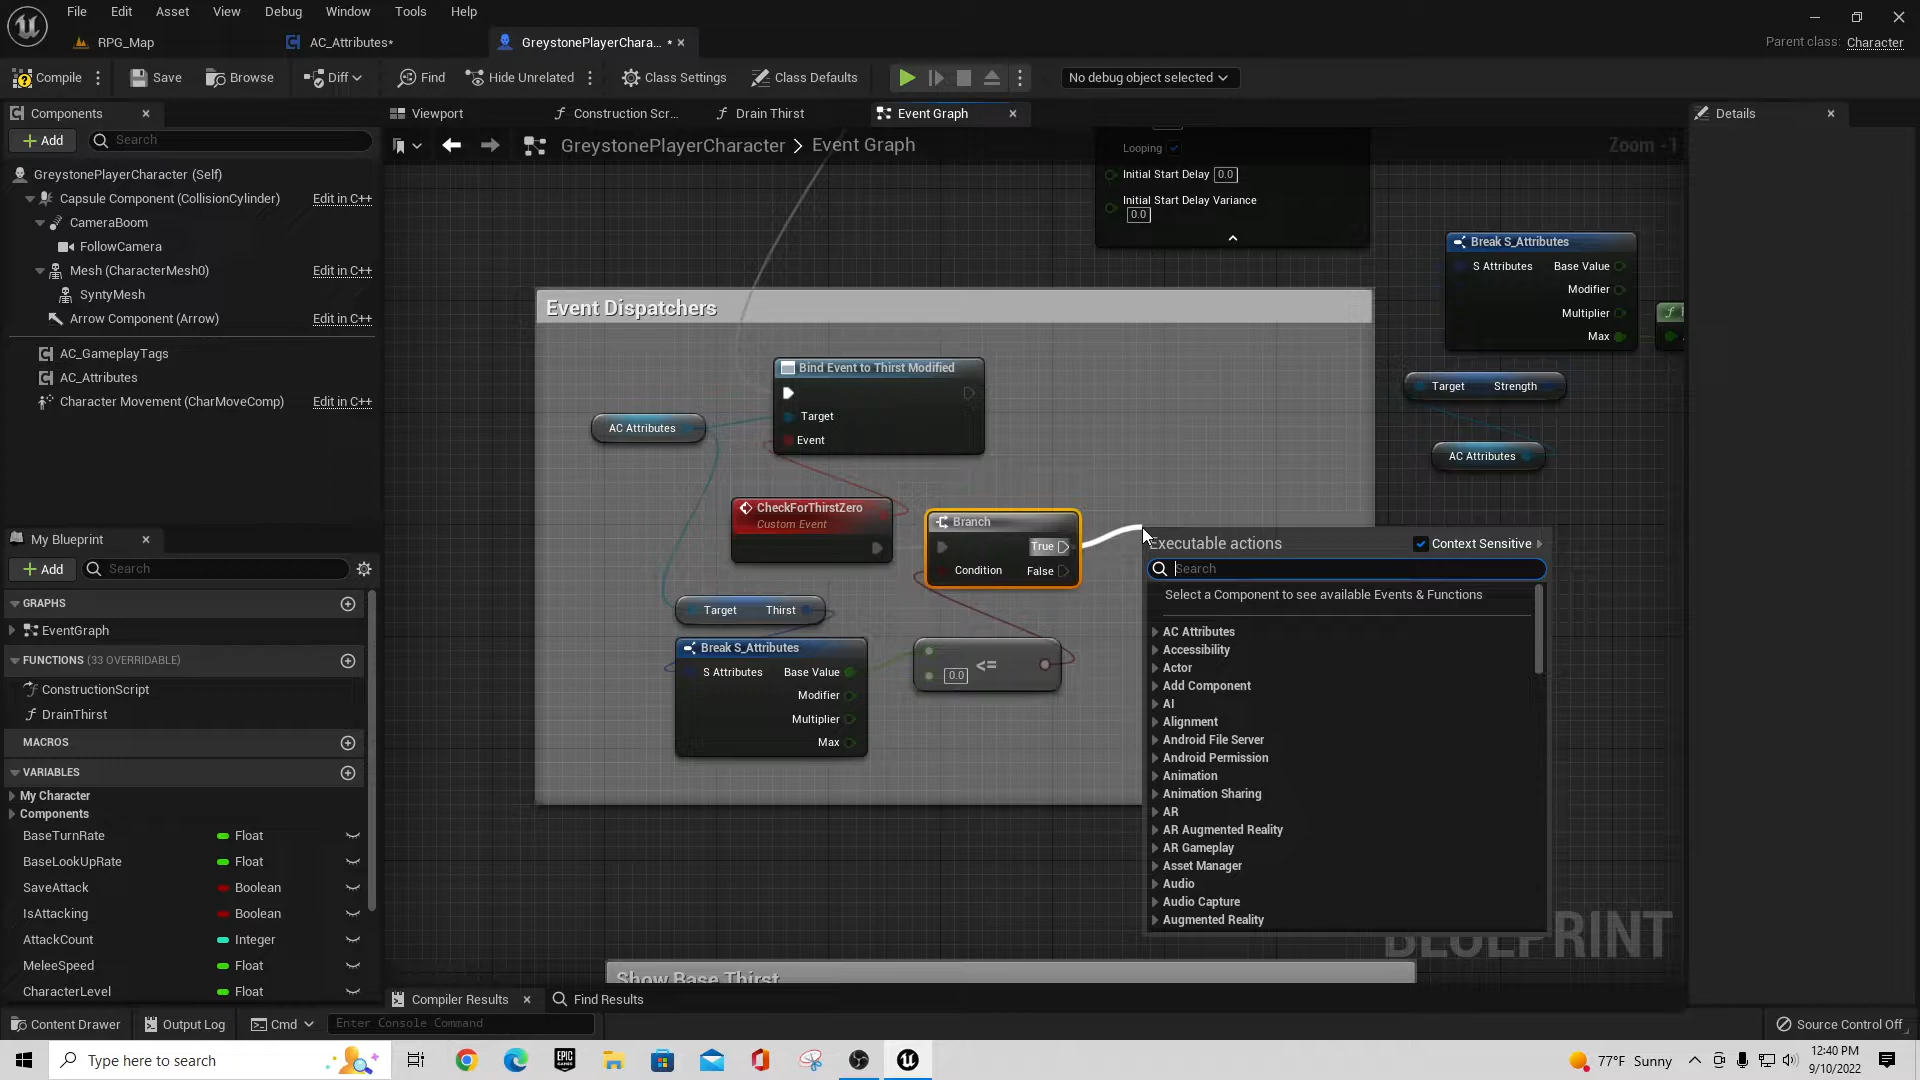 File Edit Asset View Debug Window Tools Help
RPG_Map
AC_Attributes*
GreystonePlayerChara... *
Parent class: Character
Compile
Save
Browse
Diff
Find
Hide Unrelated
Class Settings
Class Defaults
No debug object selected
Components
Viewport
Construction Scr...
Drain Thirst
Event Graph
Details
Add
Search
GreystonePlayerCharacter > Event Graph
Zoom -1
GreystonePlayerCharacter (Self)
Capsule Component (CollisionCylinder) Edit in C++
CameraBoom
FollowCamera
Mesh (CharacterMesh0) Edit in C++
SyntyMesh
Arrow Component (Arrow) Edit in C++
AC_GameplayTags
AC_Attributes
Character Movement (CharMoveComp) Edit in C++
My Blueprint
Add
Search
GRAPHS
EventGraph
FUNCTIONS (33 OVERRIDABLE)
ConstructionScript
DrainThirst
MACROS
VARIABLES
My Character
Components
BaseTurnRate Float
BaseLookUpRate Float
SaveAttack Boolean
IsAttacking Boolean
AttackCount Integer
MeleeSpeed Float
CharacterLevel Float
Looping
Initial Start Delay 0.0
Initial Start Delay Variance
0.0
Break S_Attributes
S Attributes Base Value
Modifier
Multiplier
Max
Target Strength
AC Attributes
Event Dispatchers
Bind Event to Thirst Modified
Target
Event
AC Attributes
CheckForThirstZero
Custom Event
Branch
True
Condition False
Target Thirst
Break S_Attributes
S Attributes Base Value
Modifier
Multiplier
Max
0.0 <=
Executable actions
Context Sensitive
Search
Select a Component to see available Events & Functions
AC Attributes
Accessibility
Actor
Add Component
AI
Alignment
Android File Server
Android Permission
Animation
Animation Sharing
AR
AR Augmented Reality
AR Gameplay
Asset Manager
Audio
Audio Capture
Augmented Reality
BLUEPRINT
Show Base Thirst
Compiler Results
Find Results
Content Drawer
Output Log
Cmd
Enter Console Command
Source Control Off
Type here to search
EPIC GAMES
77°F Sunny
12:40 PM
9/10/2022